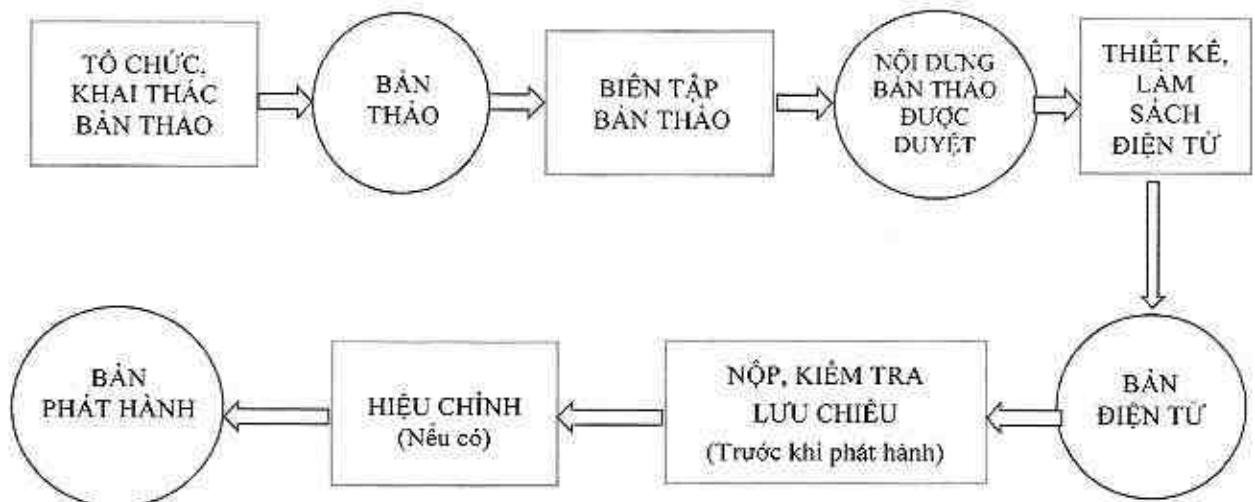 TỔ CHỨC,
KHAI THÁC
BẢN THẢO
BẢN
THẢO
BIÊN TẬP
BẢN THẢO
NỘI DUNG
BẢN THẢO
ĐƯỢC
DUYỆT
THIẾT KẾ,
LÀM
SÁCH
ĐIỆN TỬ
BẢN
ĐIỆN TỬ
NỘP, KIỂM TRA
LƯU CHIỂU
(Trước khi phát hành)
HIỆU CHỈNH
(Nếu có)
BẢN
PHÁT HÀNH